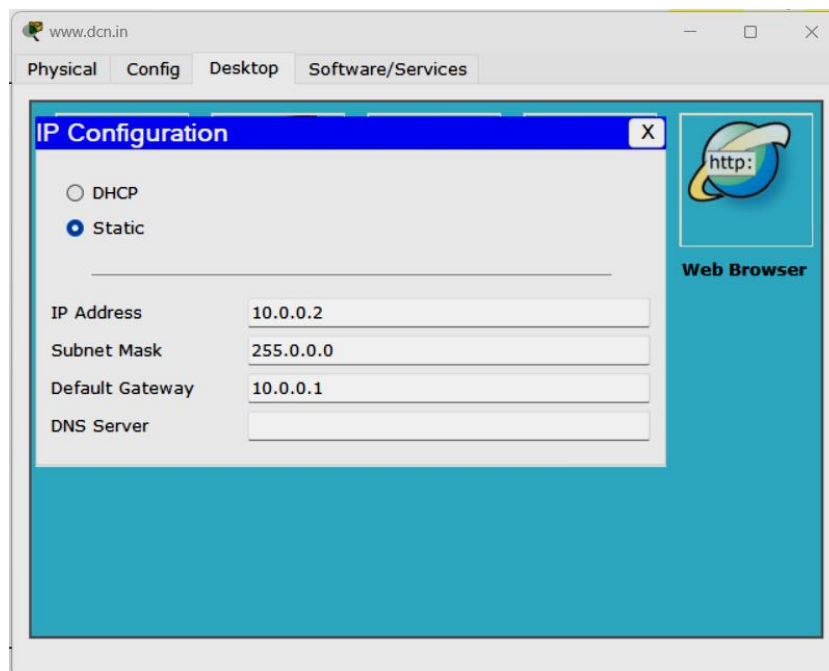 www.dcn.in
Physical Config Desktop Software/Services
IP Configuration X
http:
DHCP
Static
Web Browser
IP Address 10.0.0.2
Subnet Mask 255.0.0.0
Default Gateway 10.0.0.1
DNS Server